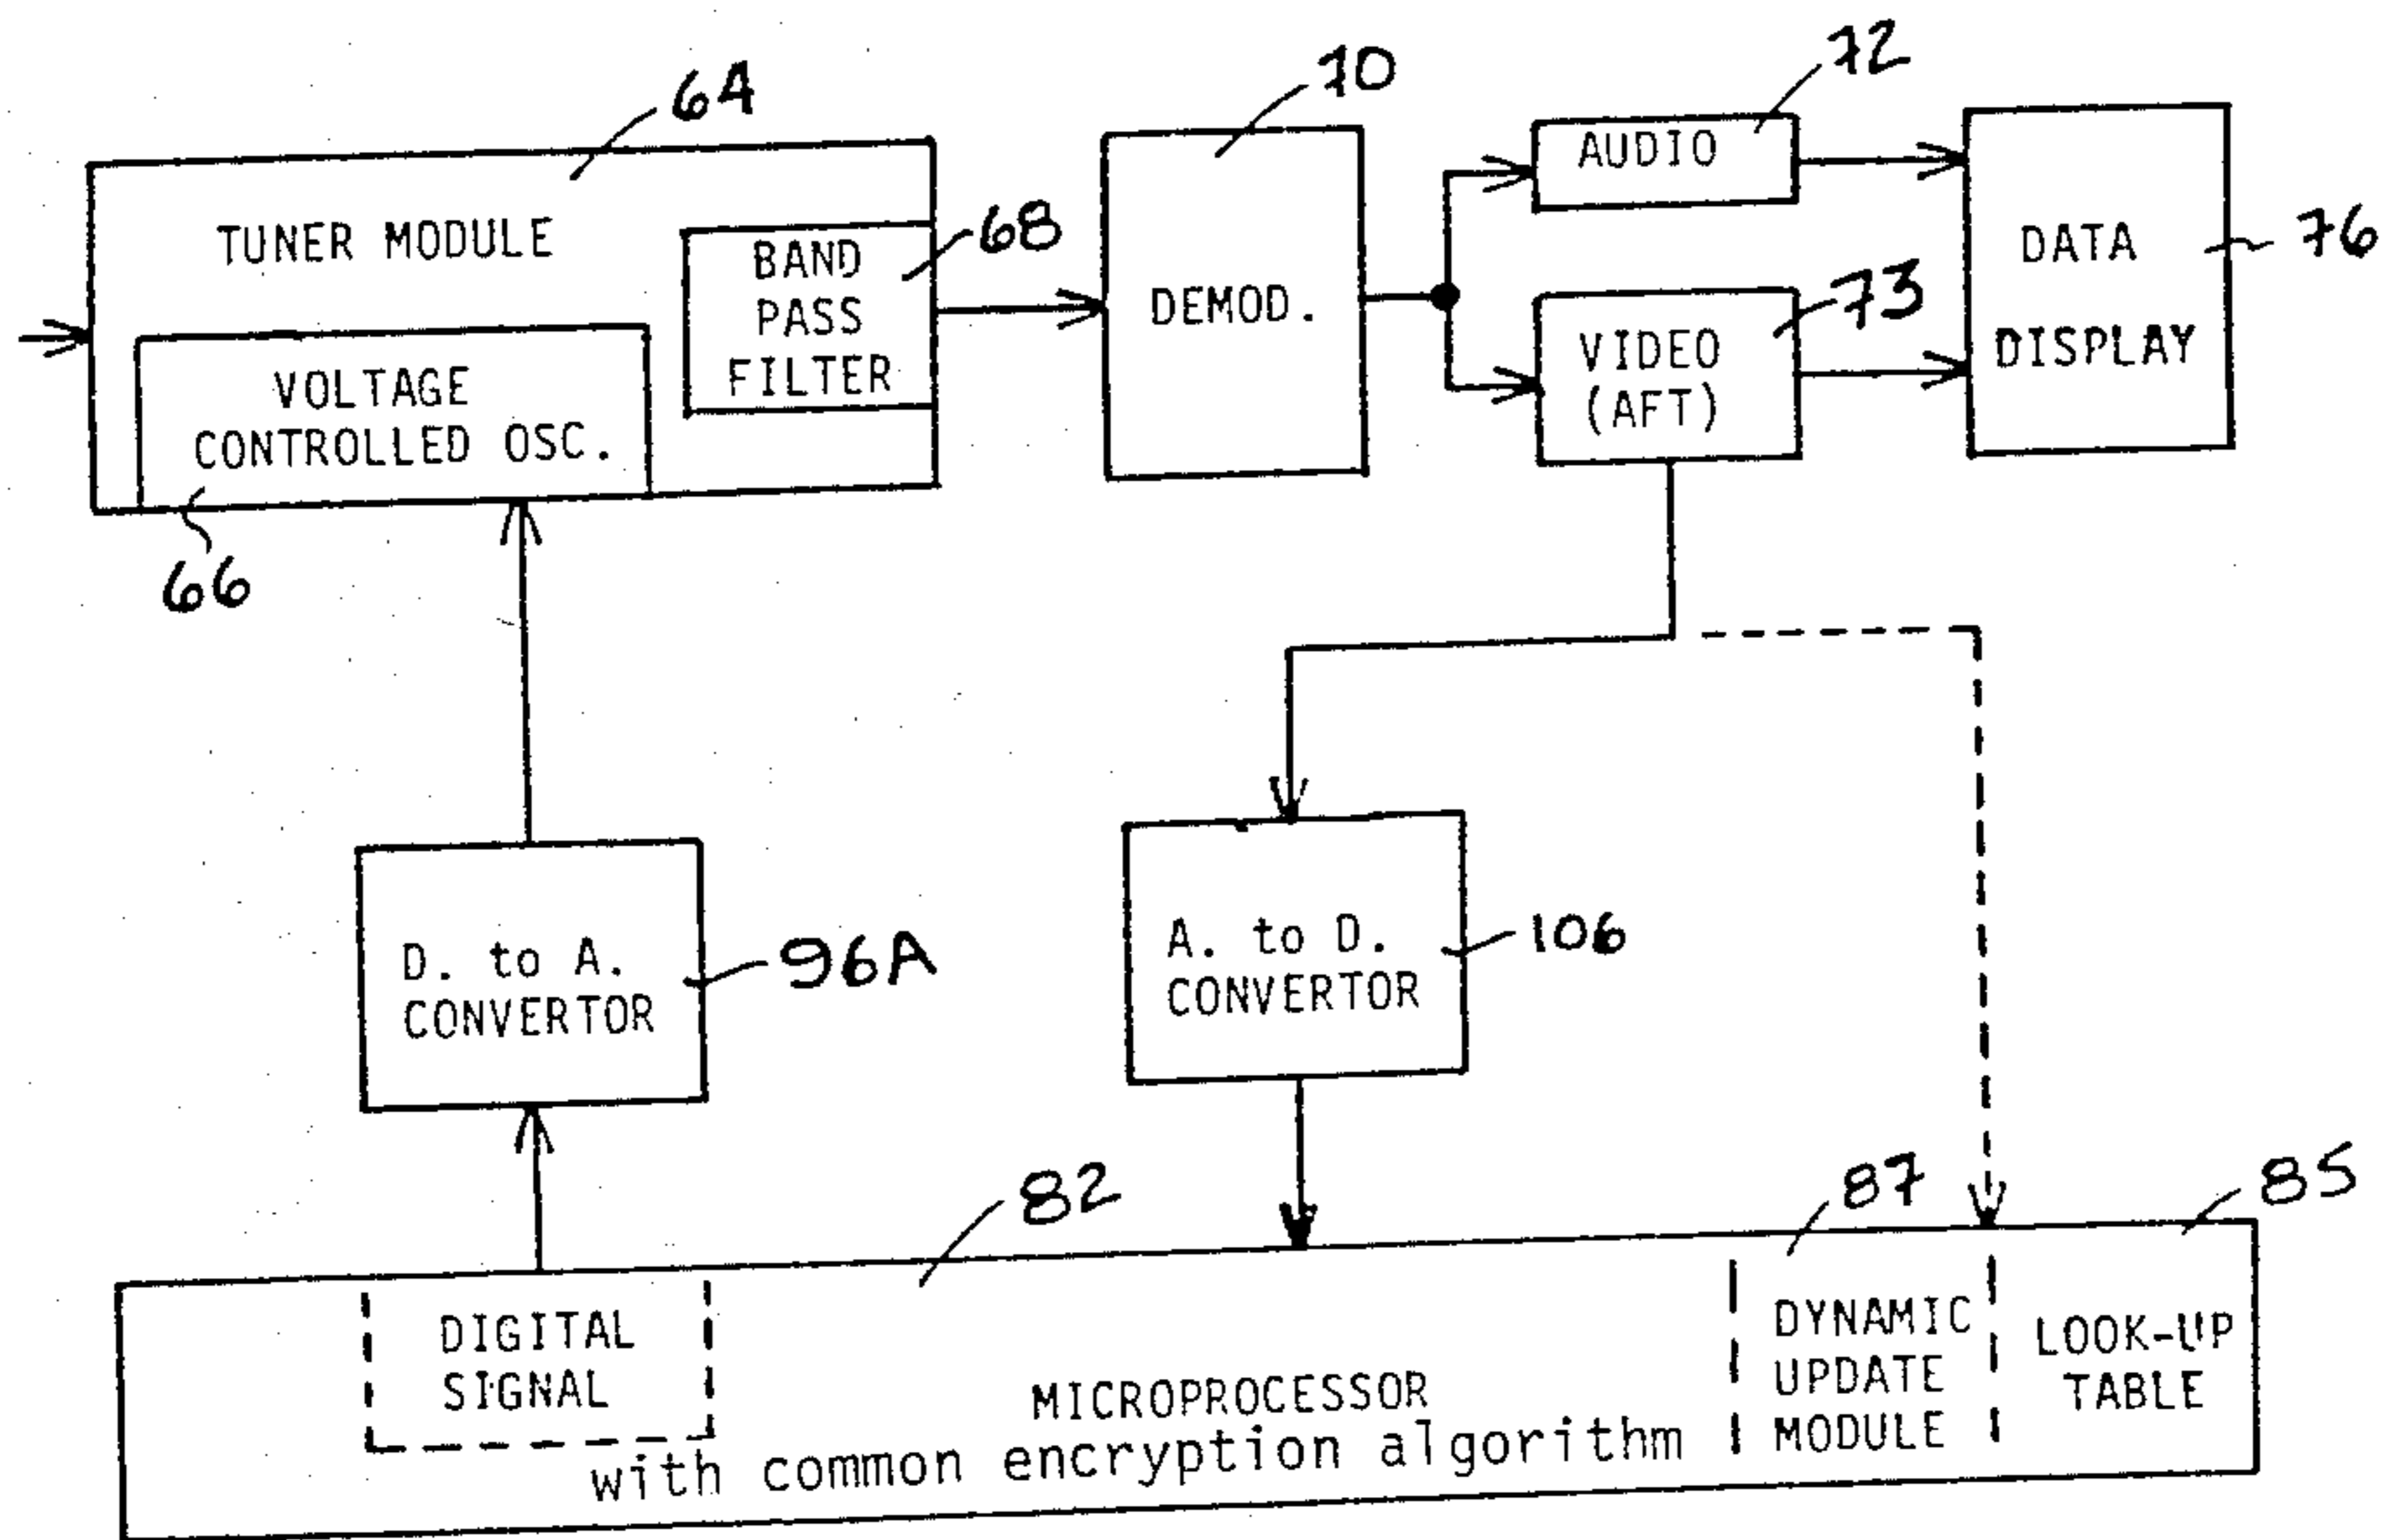 64
70
72
TUNER MODULE
BAND
PASS
FILTER
68
VOLTAGE
CONTROLLED OSC.
66
DEMOD.
AUDIO
VIDEO
(AFT)
73
DATA
DISPLAY
76
D. to A.
CONVERTOR
96A
A. to D.
CONVERTOR
106
82
87
85
DIGITAL
SIGNAL
MICROPROCESSOR
with common encryption algorithm
DYNAMIC
UPDATE
MODULE
LOOK-UP
TABLE